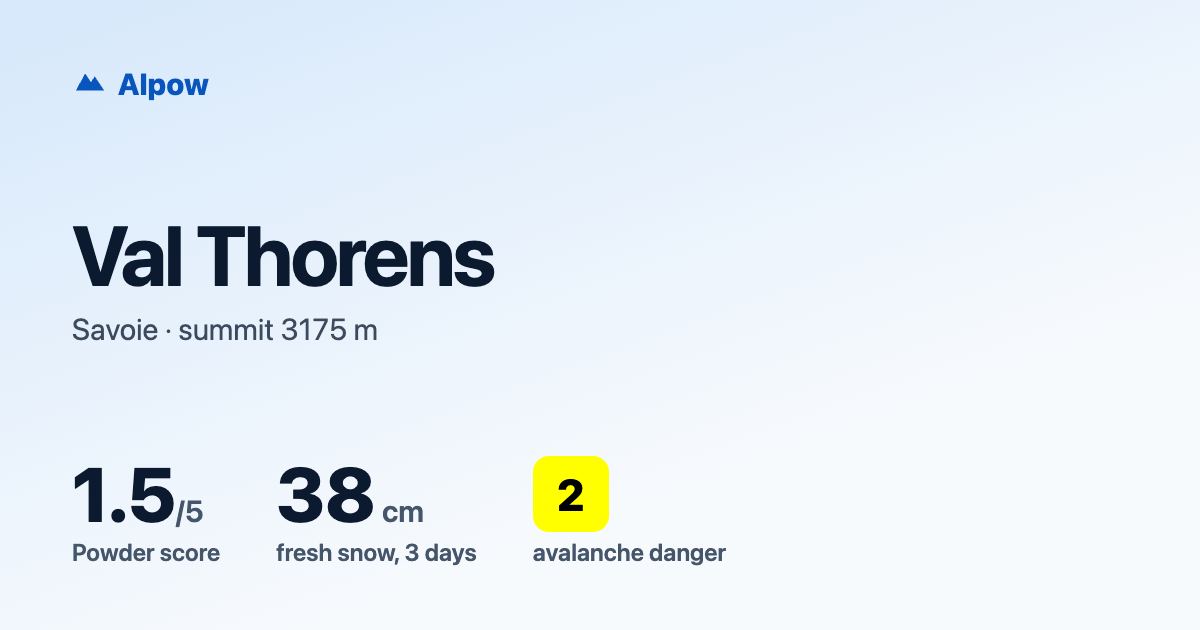 Alpow
Val Thorens
Savoie · summit 3175 m
1.5/5
Powder score
38 cm
fresh snow, 3 days
2
avalanche danger